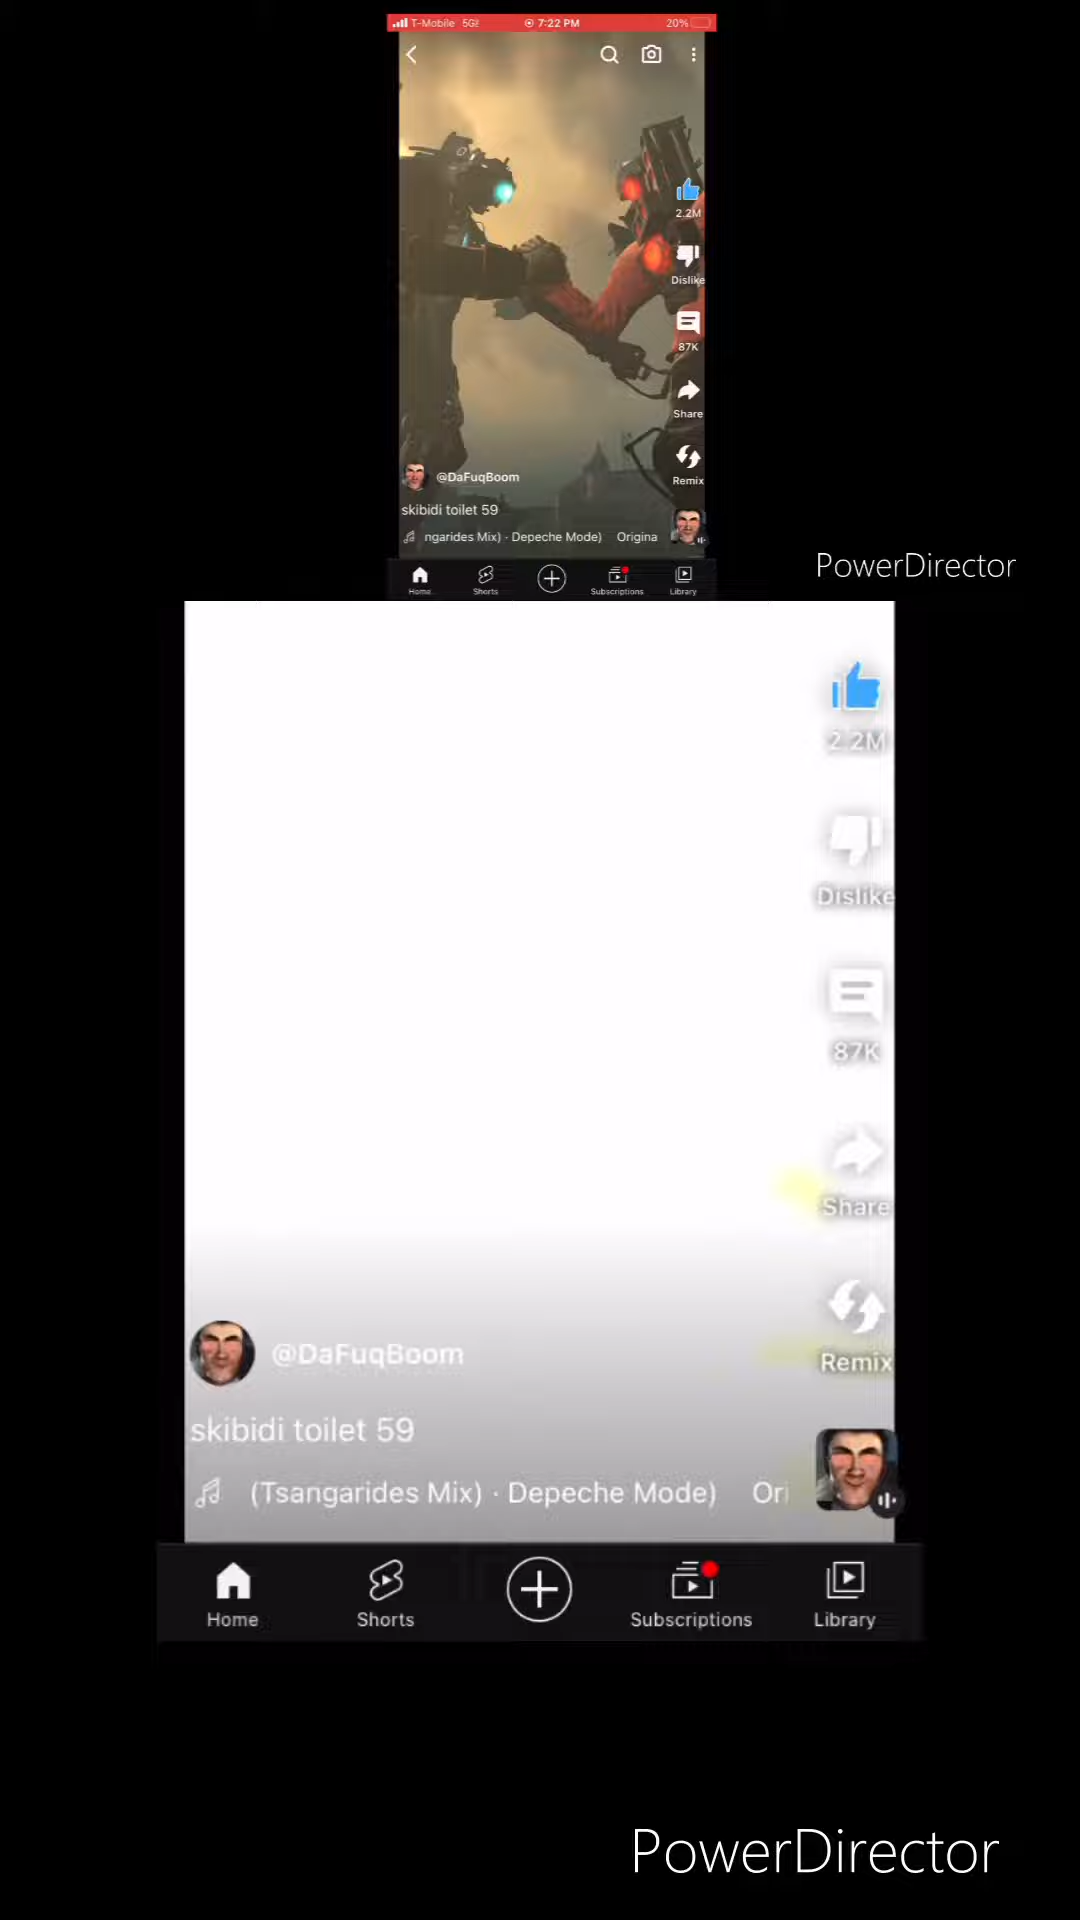 T-Mobile 5G 7:22 PM 20%
2.2M
Dislike
87K
Share
Remix
@DaFuqBoom
skibidi toilet 59
ngarides Mix) · Depeche Mode) Origina
Home Shorts Subscriptions Library
PowerDirector
2.2M
Dislike
87K
Share
Remix
@DaFuqBoom
skibidi toilet 59
(Tsangarides Mix) · Depeche Mode) Ori
Home Shorts Subscriptions Library
PowerDirector